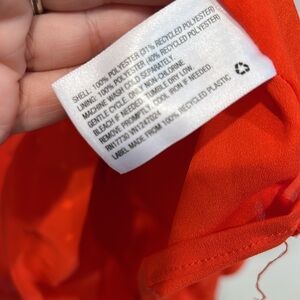 SHELL: 100% POLYESTER (31% RECYCLED POLYESTER)
LINING: 100% POLYESTER (40% RECYCLED POLYESTER)
MACHINE WASH COLD SEPARATELY.
GENTLE CYCLE. ONLY NON CHLORINE
BLEACH IF NEEDED. TUMBLE DRY LOW.
REMOVE PROMPTLY. COOL IRON IF NEEDED.
RN17730 VN1247024
LABEL MADE FROM 100% RECYCLED PLASTIC